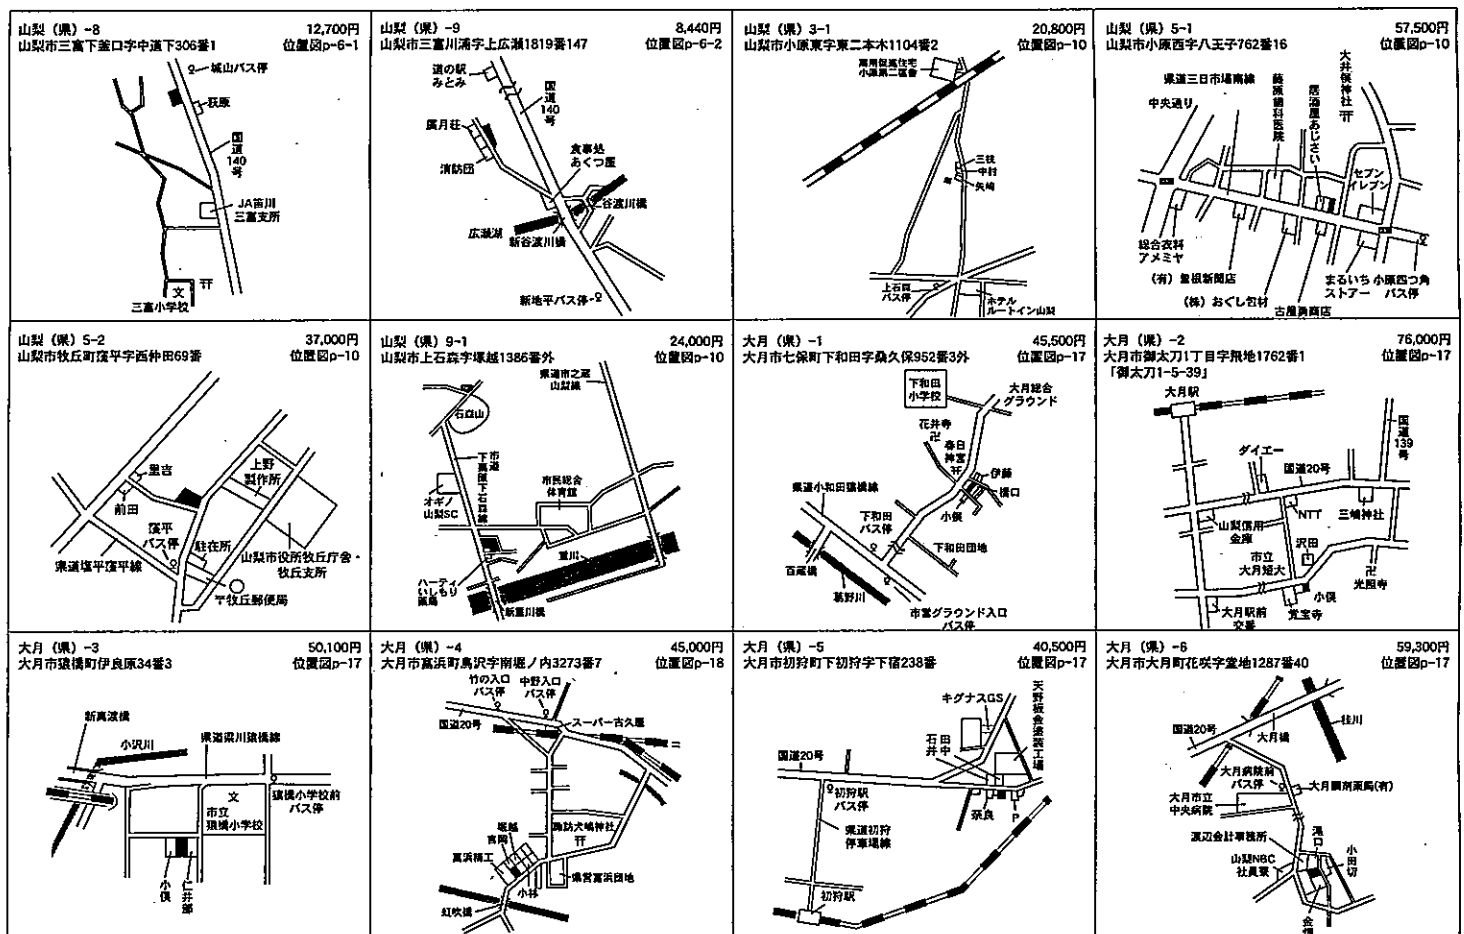 山梨（県）-8 12,700円
山梨市三富下釜口字中道下306番1 位置図p-6-1
城山バス停
荻原
国道140号
JA笛川
三富支所
文
三富小学校
山梨（県）-9 8,440円
山梨市三富川浦字上広瀬1819番147 位置図p-6-2
道の駅
みとみ
国道140号
消防団
食事処
あくつ屋
谷渡川橋
広瀬湖
新谷渡川橋
新地平バス停
山梨（県）3-1 20,800円
山梨市小原東字東二本木1104番2 位置図p-10
小原第二宿舎
三枝
中村
矢崎
上石森
バス停
ホテル
ルートイン山梨
山梨（県）5-1 57,500円
山梨市小原西字八王子762番16 位置図p-10
県道三日市場南線
中央通り
居酒屋あじさい
大井俣神社
セブン
イレブン
総合衣料
アメミヤ
（有）曽根新聞店
（株）おぐし包材
古屋勇商店
まるいち
ストアー
小原四つ角
バス停
山梨（県）5-2 37,000円
山梨市牧丘町窪平字西仲田69番 位置図p-10
里吉
前田
上野
製作所
窪平
バス停
駐在所
山梨市役所牧丘庁舎・
牧丘支所
県道塩平窪平線
〒牧丘郵便局
山梨（県）9-1 24,000円
山梨市上石森字塚越1386番外 位置図p-10
県道市之蔵
山梨線
石森山
オギノ
山梨SC
市民総合
体育館
重川
ハーティ
いしもり
薬局
新重川橋
大月（県）-1 45,500円
大月市七保町下和田字桑久保952番3外 位置図p-17
下和田
小学校
大月総合
グラウンド
花井寺
春日
神宮
伊藤
橋口
小俣
県道小和田猿橋線
下和田
バス停
下和田団地
百蔵橋
葛野川
市営グラウンド入口
バス停
大月（県）-2 76,000円
大月市御太刀1丁目字飛地1762番1 位置図p-17
「御太刀1-5-39」
大月駅
国道139号
ダイエー
国道20号
NTT
三嶋神社
山梨信用
金庫
市立
大月短大
沢田
光照寺
小俣
覚宝寺
大月駅前
交番
大月（県）-3 50,100円
大月市猿橋町伊良原34番3 位置図p-17
新真渡橋
小沢川
県道梁川猿橋線
文
市立
猿橋小学校
猿橋小学校前
バス停
小俣
仁井部
大月（県）-4 45,000円
大月市富浜町鳥沢字南堀ノ内3273番7 位置図p-18
竹の入口
バス停
中野入口
バス停
国道20号
スーパー古久屋
諏訪犬嶋神社
堀越
吉岡
富浜精工
小林
県営富浜団地
虹吹橋
大月（県）-5 40,500円
大月市初狩町下初狩字下宿238番 位置図p-17
キグナスGS
天野板金塗装工場
石井
田中
国道20号
初狩駅
バス停
奈良
P
県道初狩
停車場線
初狩駅
大月（県）-6 59,300円
大月市大月町花咲字堂地1287番40 位置図p-17
国道20号
桂川
大月橋
大月病院前
バス停
大月調剤薬局(有)
大月市立
中央病院
渡辺会計事務所
滝口
小田切
山梨NBC
社員寮